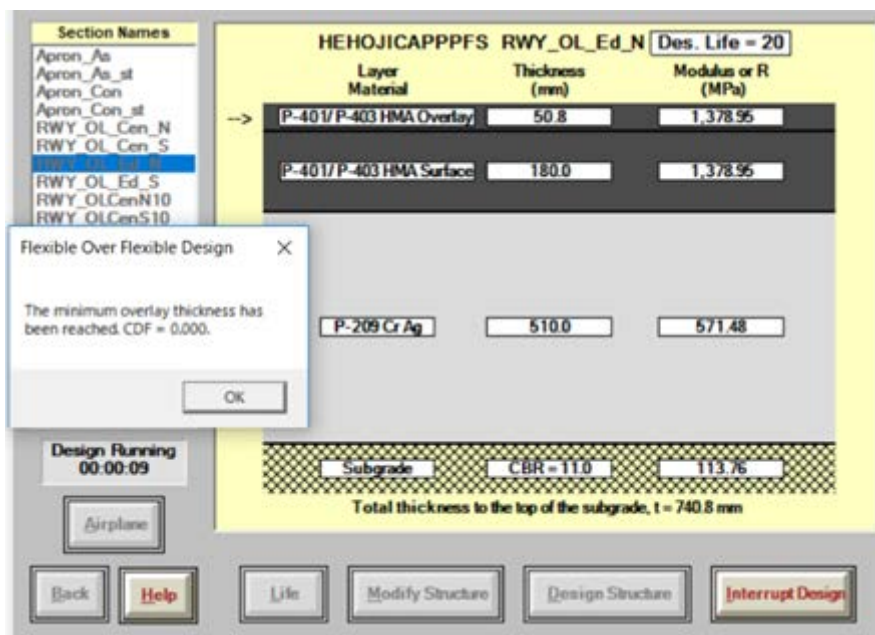 Section Names
Apron_As
Apron_As_st
Apron_Con
Apron_Con_st
RWY_OL_Cen_N
RWY_OL_Cen_S
RWY_OL_Ed_N
RWY_OL_Ed_S
RWY_OLCenN10
RWY_OLCenS10
HEHOJICAPPPFS RWY_OL_Ed_N Des. Life = 20
Layer Material Thickness (mm) Modulus or R (MPa)
--> P-401/ P-403 HMA Overlay 50.8 1,378.95
P-401/ P-403 HMA Surface 180.0 1,378.95
P-209 Cr Ag 510.0 571.48
Subgrade CBR = 11.0 113.76
Total thickness to the top of the subgrade, t = 740.8 mm
Flexible Over Flexible Design
The minimum overlay thickness has
been reached. CDF = 0.000.
OK
Design Running
00:00:09
Airplane
Back Help Life Modify Structure Design Structure Interrupt Design